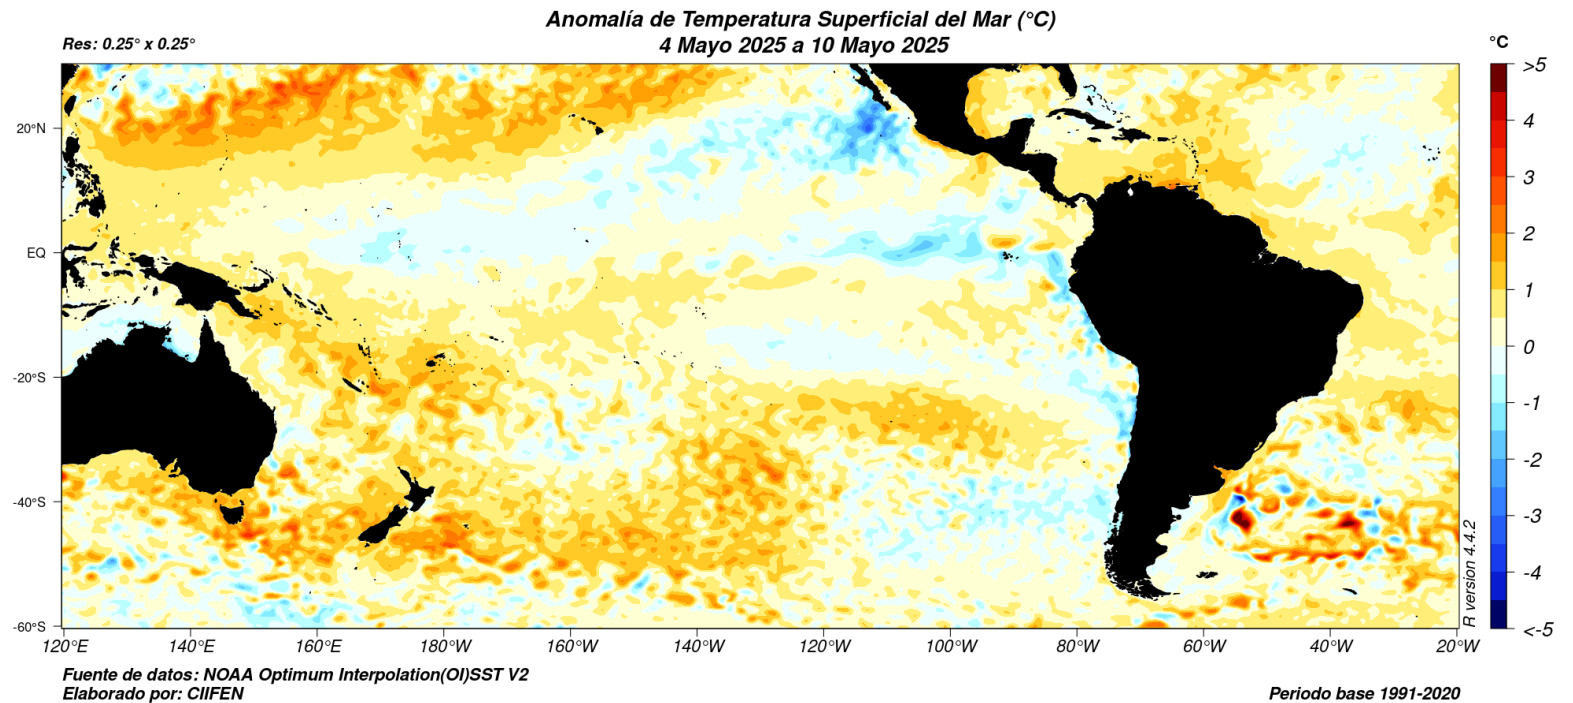 Anomalía de Temperatura Superficial del Mar (°C)
4 Mayo 2025 a 10 Mayo 2025
Res: 0.25° x 0.25°
°C
>5
4
3
2
1
0
-1
-2
-3
-4
<-5
20°N
EQ
-20°S
-40°S
-60°S
120°E
140°E
160°E
180°W
160°W
140°W
120°W
100°W
80°W
60°W
40°W
20°W
R version 4.4.2
Fuente de datos: NOAA Optimum Interpolation(OI)SST V2
Elaborado por: CIIFEN
Periodo base 1991-2020